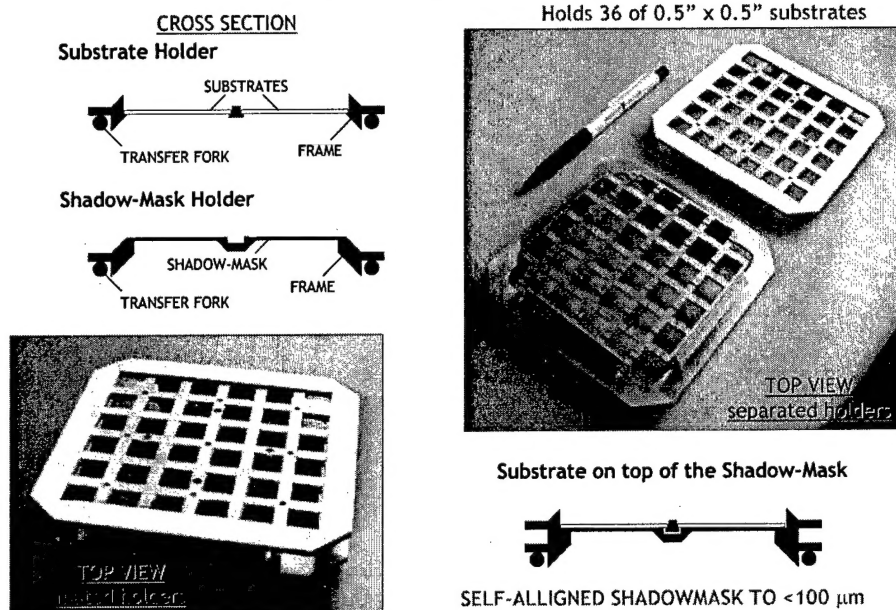 CROSS SECTION
Substrate Holder
SUBSTRATES
TRANSFER FORK
FRAME
Shadow-Mask Holder
SHADOW-MASK
TRANSFER FORK
FRAME
TOP VIEW
mated holders
Holds 36 of 0.5” x 0.5” substrates
TOP VIEW
separated holders
Substrate on top of the Shadow-Mask
SELF-ALLIGNED SHADOWMASK TO <100 µm